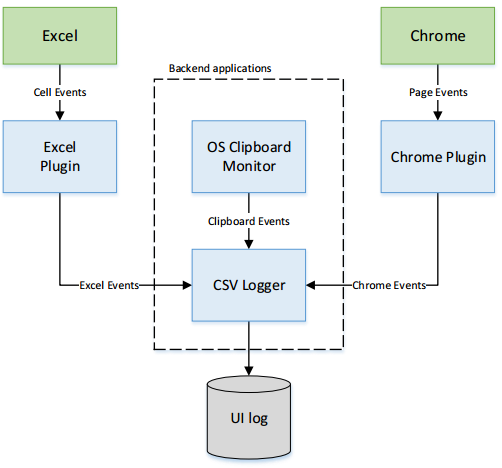 Excel
Chrome
Backend applications
Cell Events
Page Events
Excel
Plugin
OS Clipboard
Monitor
Chrome Plugin
Clipboard Events
Excel Events
CSV Logger
Chrome Events
UI log